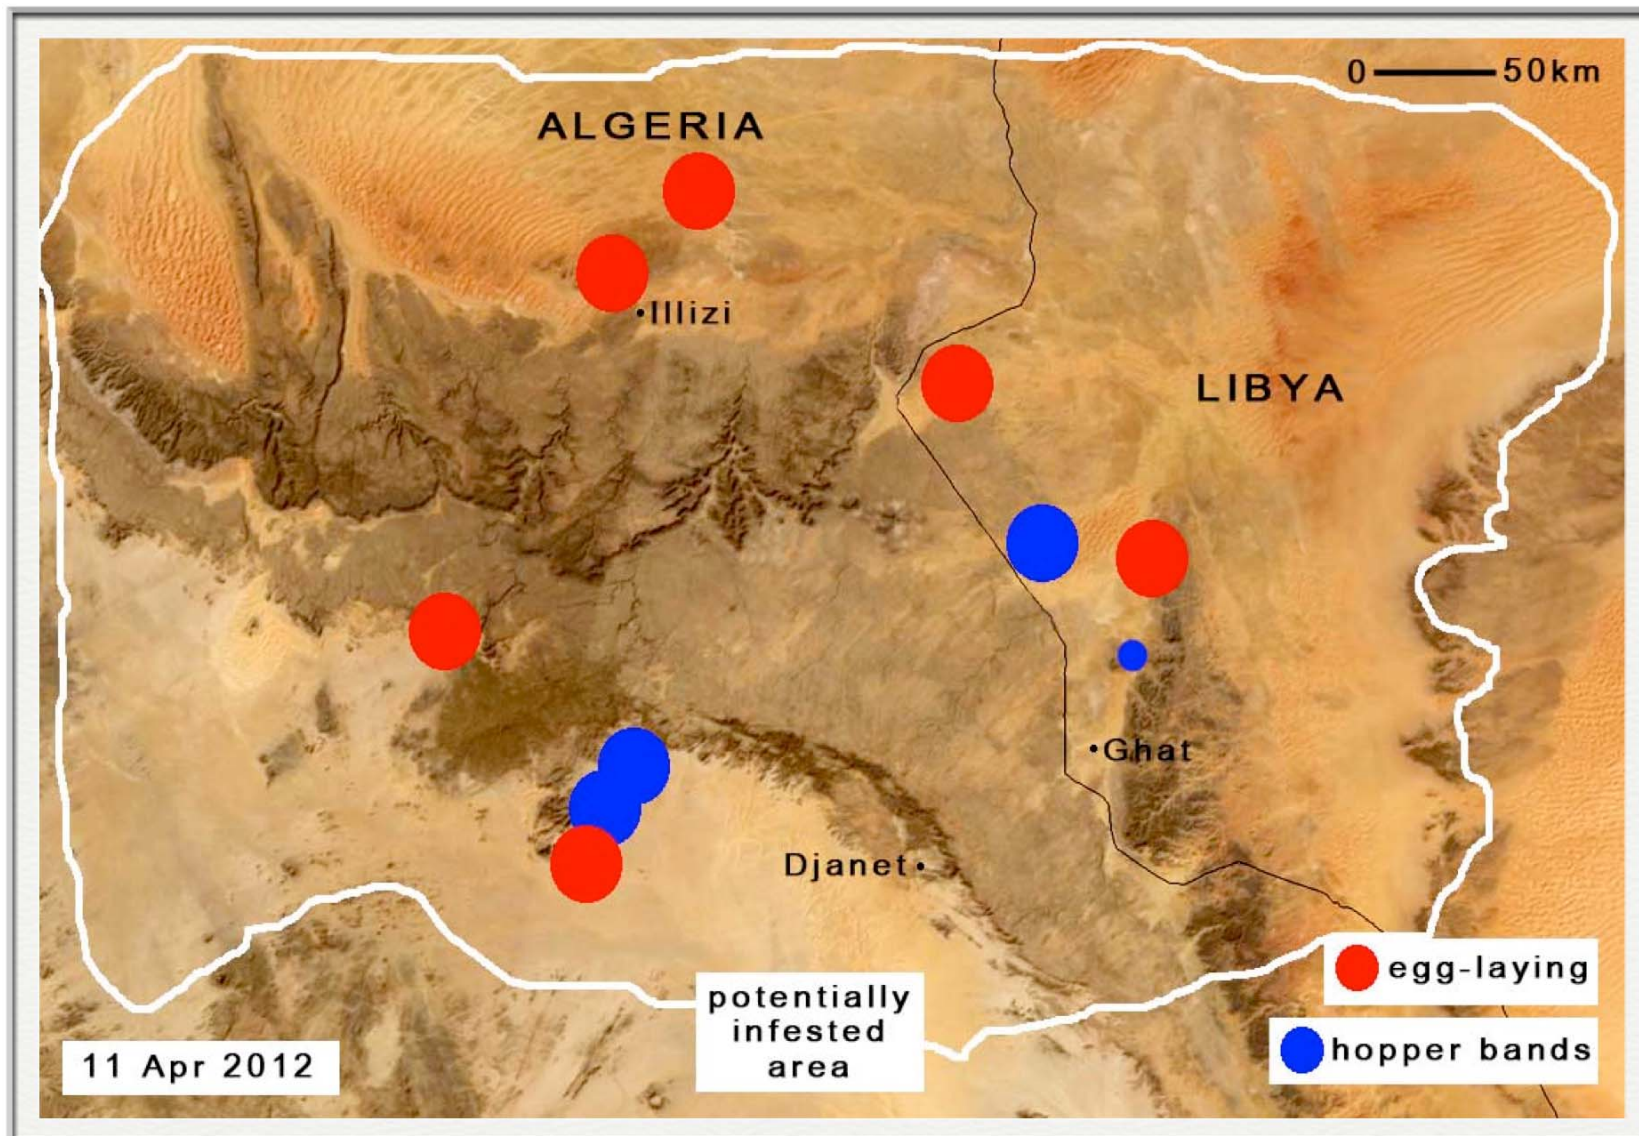 0 50km
ALGERIA
Illizi
LIBYA
Ghat
Djanet
egg-laying
potentially
infested
area
hopper bands
11 Apr 2012